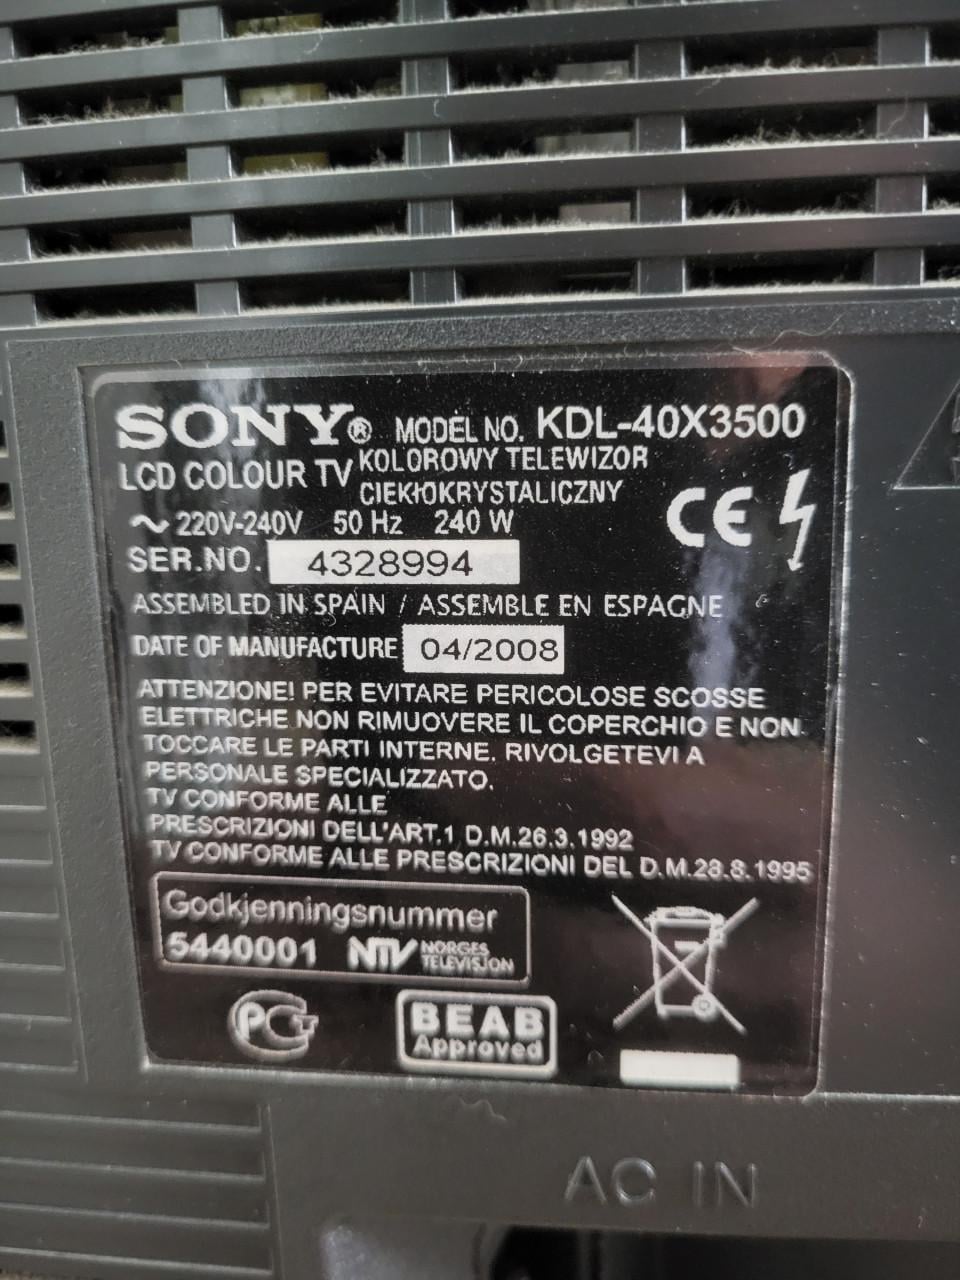 SONY® MODEL NO. KDL-40X3500
LCD COLOUR TV KOLOROWY TELEWIZOR
CIEKŁOKRYSTALICZNY
~ 220V-240V 50 Hz 240 W
CE
SER.NO. 4328994
ASSEMBLED IN SPAIN / ASSEMBLE EN ESPAGNE
DATE OF MANUFACTURE 04/2008
ATTENZIONE! PER EVITARE PERICOLOSE SCOSSE
ELETTRICHE NON RIMUOVERE IL COPERCHIO E NON
TOCCARE LE PARTI INTERNE. RIVOLGETEVI A
PERSONALE SPECIALIZZATO.
TV CONFORME ALLE
PRESCRIZIONI DELL'ART.1 D.M.26.3.1992
TV CONFORME ALLE PRESCRIZIONI DEL D.M.28.8.1995
Godkjenningsnummer
5440001 NTV NORGES
TELEVISJON
PCT
BEAB
Approved
AC IN